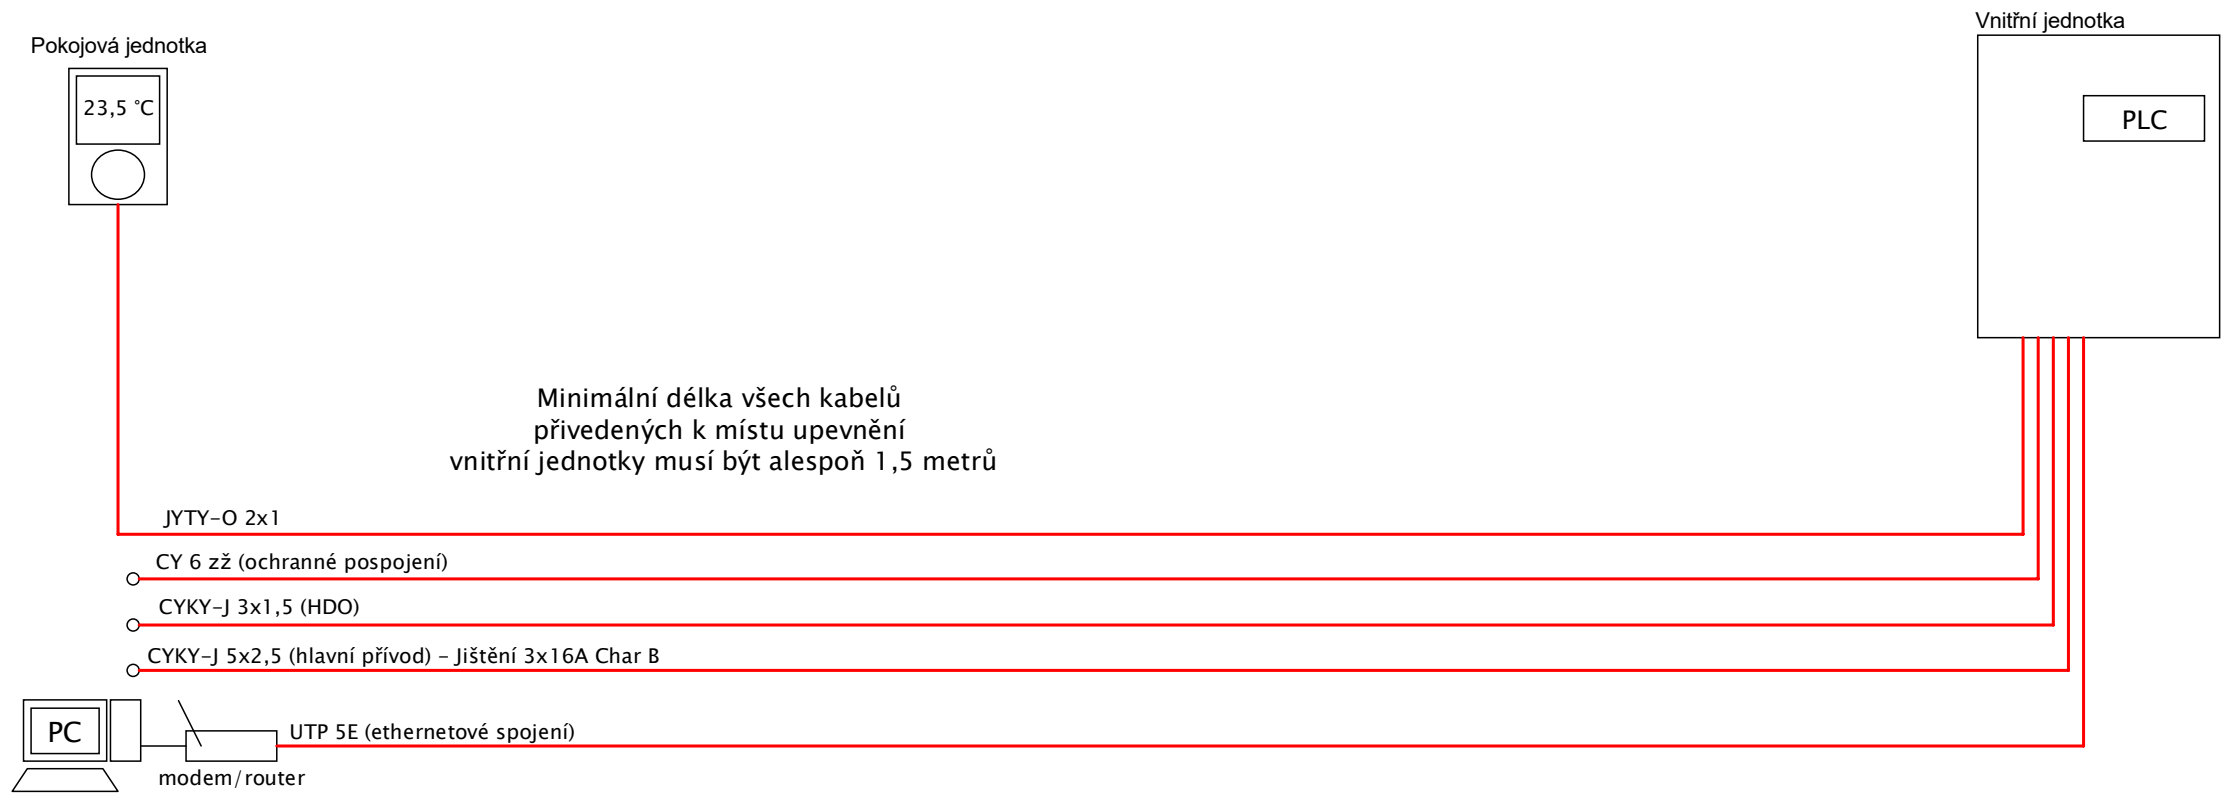 Vnitřní jednotka
Pokojová jednotka
23,5 °C
PLC
Minimální délka všech kabelů
přivedených k místu upevnění
vnitřní jednotky musí být alespoň 1,5 metrů
JYTY-O 2x1
CY 6 zž (ochranné pospojení)
CYKY-J 3x1,5 (HDO)
CYKY-J 5x2,5 (hlavní přívod) - Jištění 3x16A Char B
PC
UTP 5E (ethernetové spojení)
modem/router